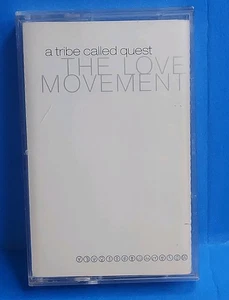 a tribe called quest
THE LOVE
MOVEMENT